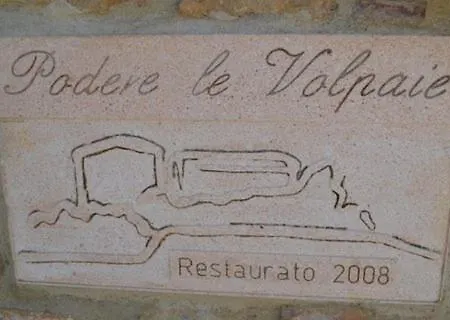 Podere le Volpaie
Restaurato 2008